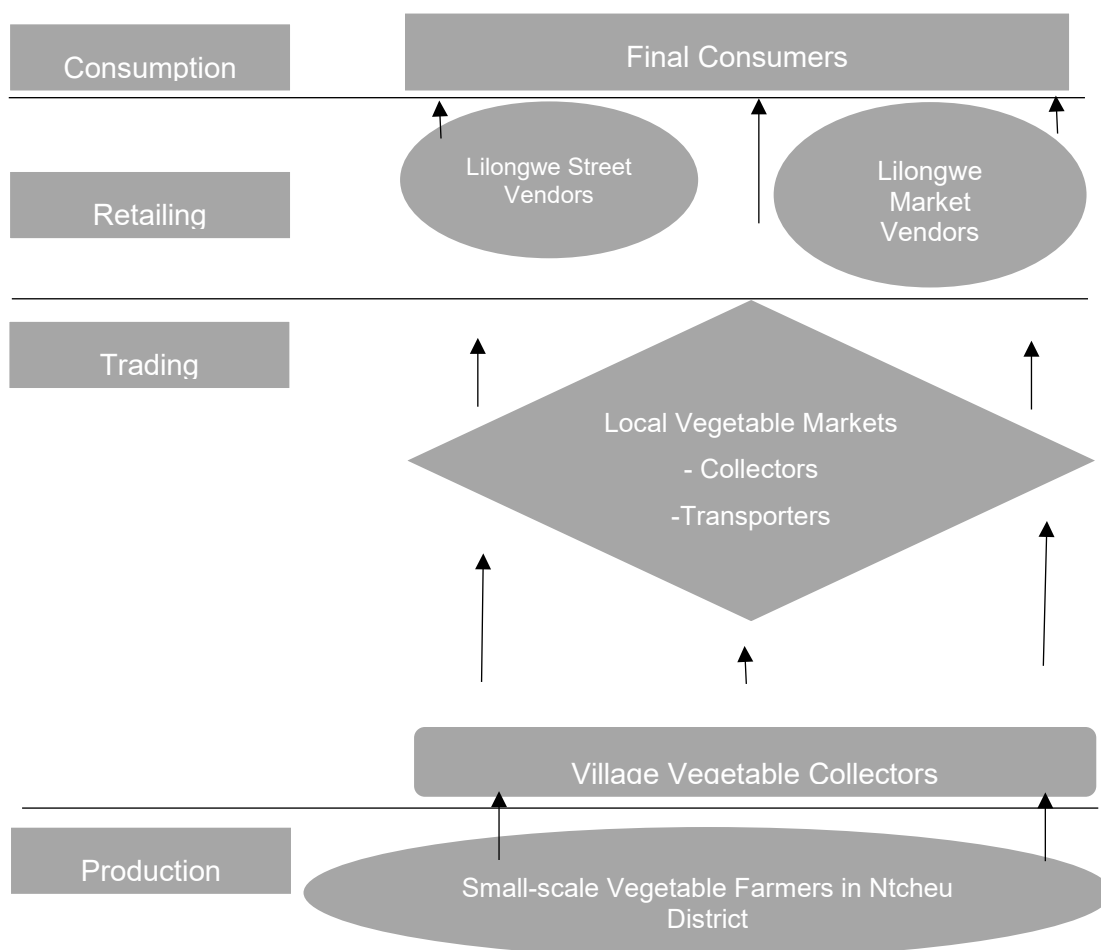 Consumption
Final Consumers
Lilongwe Street
Vendors
Lilongwe
Market
Vendors
Retailing
Trading
Local Vegetable Markets
- Collectors
-Transporters
Village Vegetable Collectors
Production
Small-scale Vegetable Farmers in Ntcheu
District